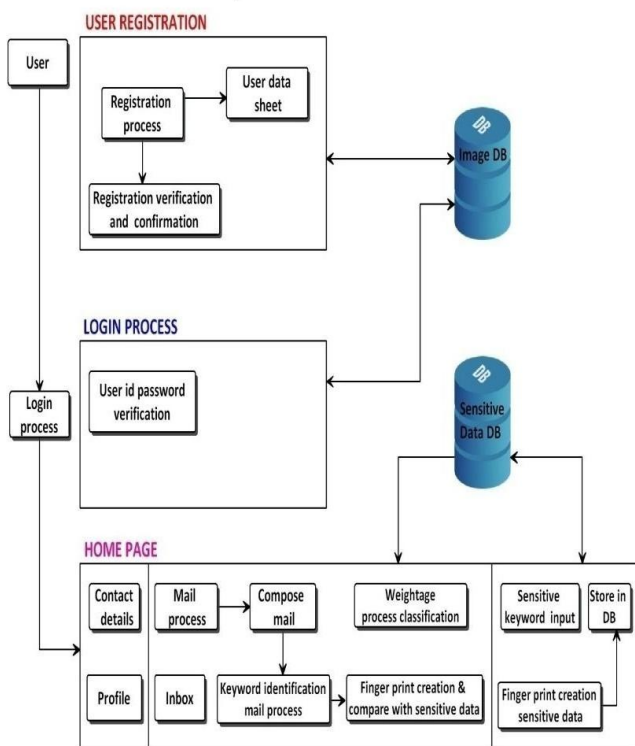 USER REGISTRATION
User
Registration
process
User data
sheet
Registration verification
and confirmation
DB
Image DB
LOGIN PROCESS
User id password
verification
Login
process
DB
Sensitive
Data DB
HOME PAGE
Contact
details
Profile
Mail
process
Compose
mail
Weightage
process classification
Inbox
Keyword identification
mail process
Finger print creation &
compare with sensitive data
Sensitive
keyword input
Store in
DB
Finger print creation
sensitive data